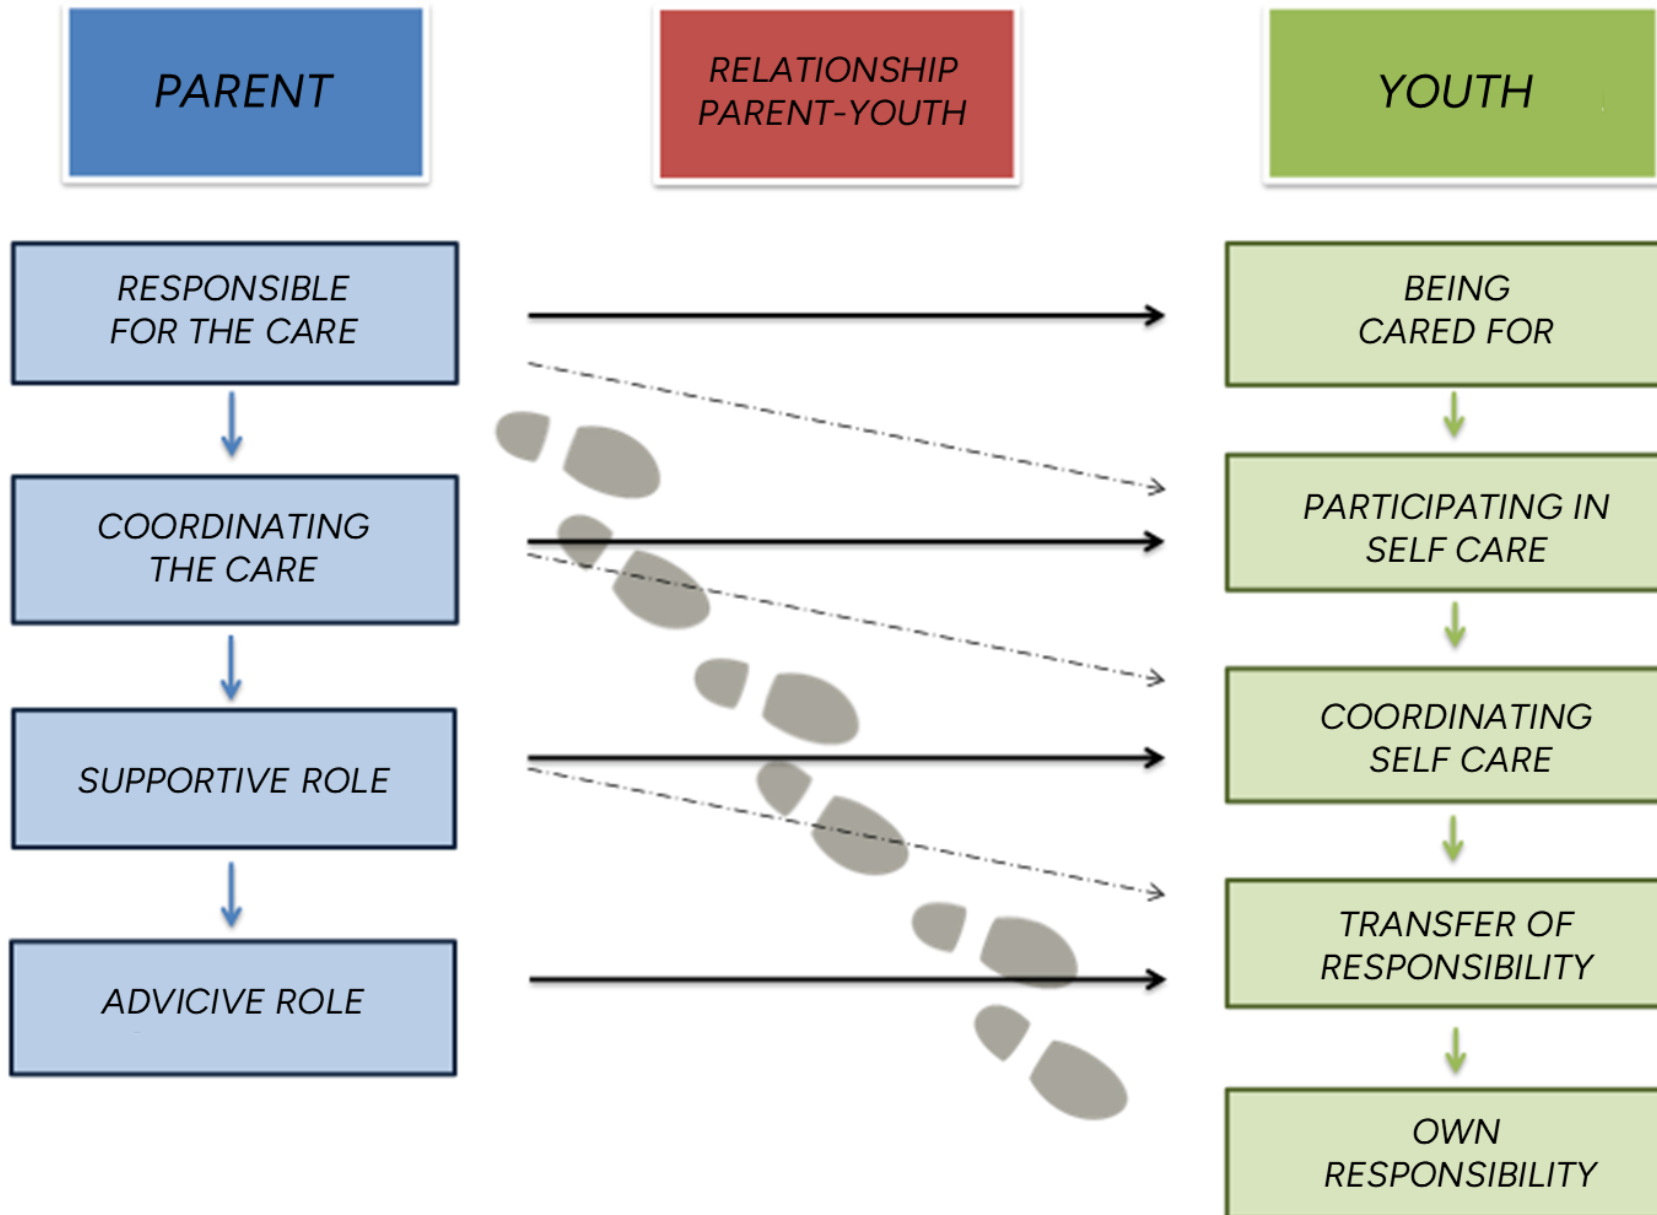 PARENT
RELATIONSHIP
PARENT-YOUTH
YOUTH
RESPONSIBLE
FOR THE CARE
BEING
CARED FOR
COORDINATING
THE CARE
PARTICIPATING IN
SELF CARE
SUPPORTIVE ROLE
COORDINATING
SELF CARE
ADVICIVE ROLE
TRANSFER OF
RESPONSIBILITY
OWN
RESPONSIBILITY